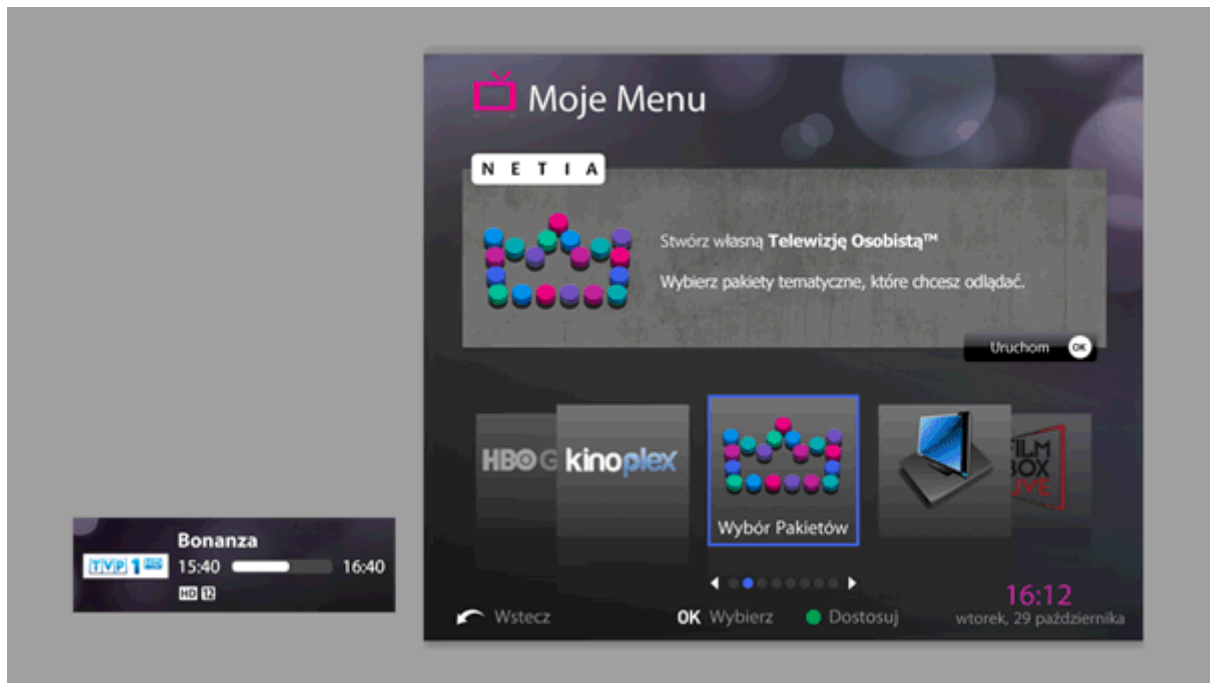 Moje Menu
N E T I A
Stwórz własną Telewizję Osobistą™
Wybierz pakiety tematyczne, które chcesz odlądać.
Uruchom OK
HBO G
kinoplex
Wybór Pakietów
FILM
BOX
LIVE
Bonanza
TVP 1 HD
15:40 16:40
HD 12
16:12
Wstecz OK Wybierz Dostosuj wtorek, 29 października